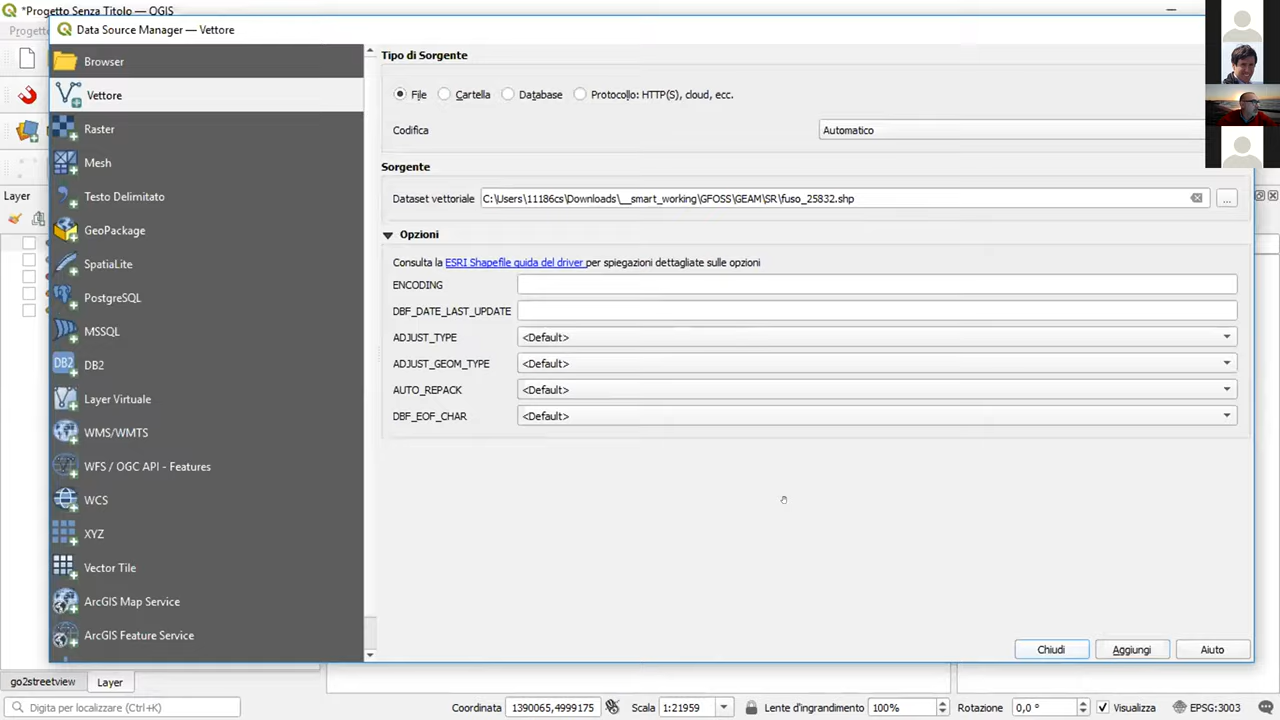 *Progetto Senza Titolo — QGIS
Proget
Data Source Manager — Vettore
Browser
Vettore
Raster
Mesh
Testo Delimitato
GeoPackage
SpatiaLite
PostgreSQL
MSSQL
DB2
DB2
Layer Virtuale
WMS/WMTS
WFS / OGC API - Features
WCS
XYZ
Vector Tile
ArcGIS Map Service
ArcGIS Feature Service
Tipo di Sorgente
File Cartella Database Protocollo: HTTP(S), cloud, ecc.
Codifica Automatico
Sorgente
Dataset vettoriale C:\Users\11186cs\Downloads\__smart_working\GFOSS\GEAM\SR\fuso_25832.shp ...
Opzioni
Consulta la ESRI Shapefile guida del driver per spiegazioni dettagliate sulle opzioni
ENCODING
DBF_DATE_LAST_UPDATE
ADJUST_TYPE <Default>
ADJUST_GEOM_TYPE <Default>
AUTO_REPACK <Default>
DBF_EOF_CHAR <Default>
Chiudi Aggiungi Aiuto
Layer
go2streetview Layer
Digita per localizzare (Ctrl+K) Coordinata 1390065,4999175 Scala 1:21959 Lente d'ingrandimento 100% Rotazione 0,0 ° Visualizza EPSG:3003